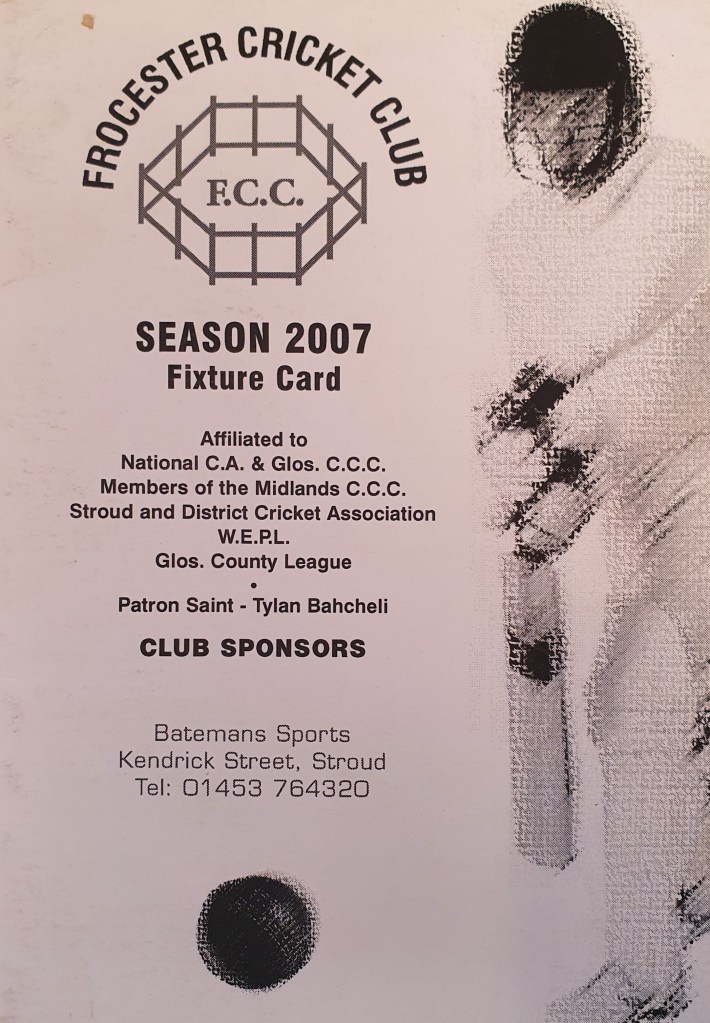 FROCESTER CRICKET CLUB
F.C.C.
SEASON 2007
Fixture Card
Affiliated to
National C.A. & Glos. C.C.C.
Members of the Midlands C.C.C.
Stroud and District Cricket Association
W.E.P.L.
Glos. County League
•
Patron Saint - Tylan Bahcheli
CLUB SPONSORS
Batemans Sports
Kendrick Street, Stroud
Tel: 01453 764320